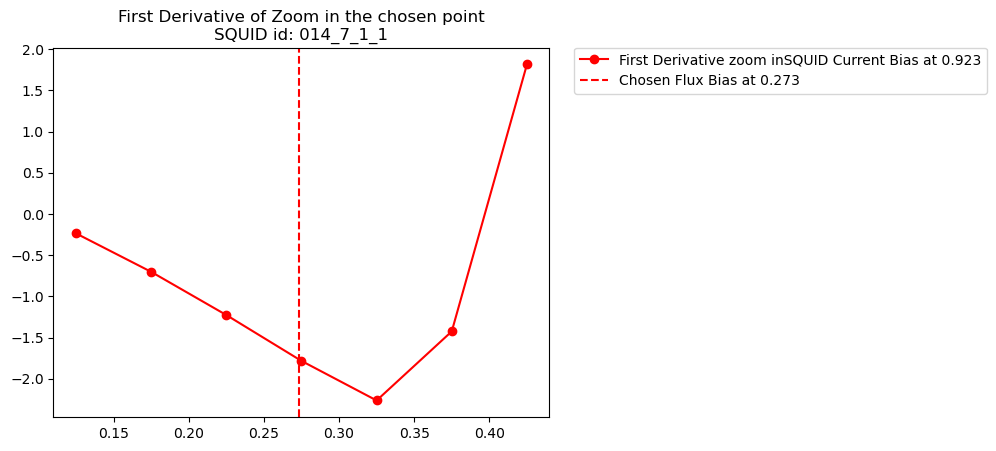 First Derivative of Zoom in the chosen point
SQUID id: 014_7_1_1
First Derivative zoom inSQUID Current Bias at 0.923
Chosen Flux Bias at 0.273
2.0
1.5
1.0
0.5
0.0
−0.5
−1.0
−1.5
−2.0
0.15 0.20 0.25 0.30 0.35 0.40